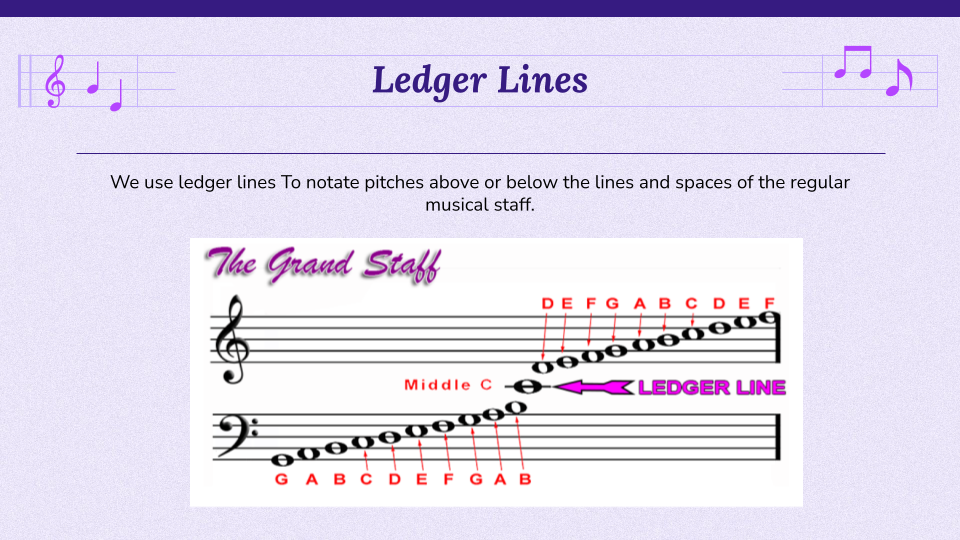 Ledger Lines
We use ledger lines To notate pitches above or below the lines and spaces of the regular
musical staff.
The Grand Staff
D E F G A B C D E F
Middle C
LEDGER LINE
G A B C D E F G A B